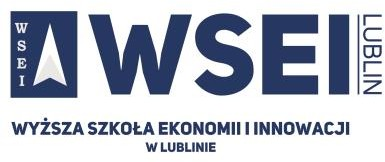 WSEI
WSEI
LUBLIN
WYŻSZA SZKOŁA EKONOMII I INNOWACJI
W LUBLINIE